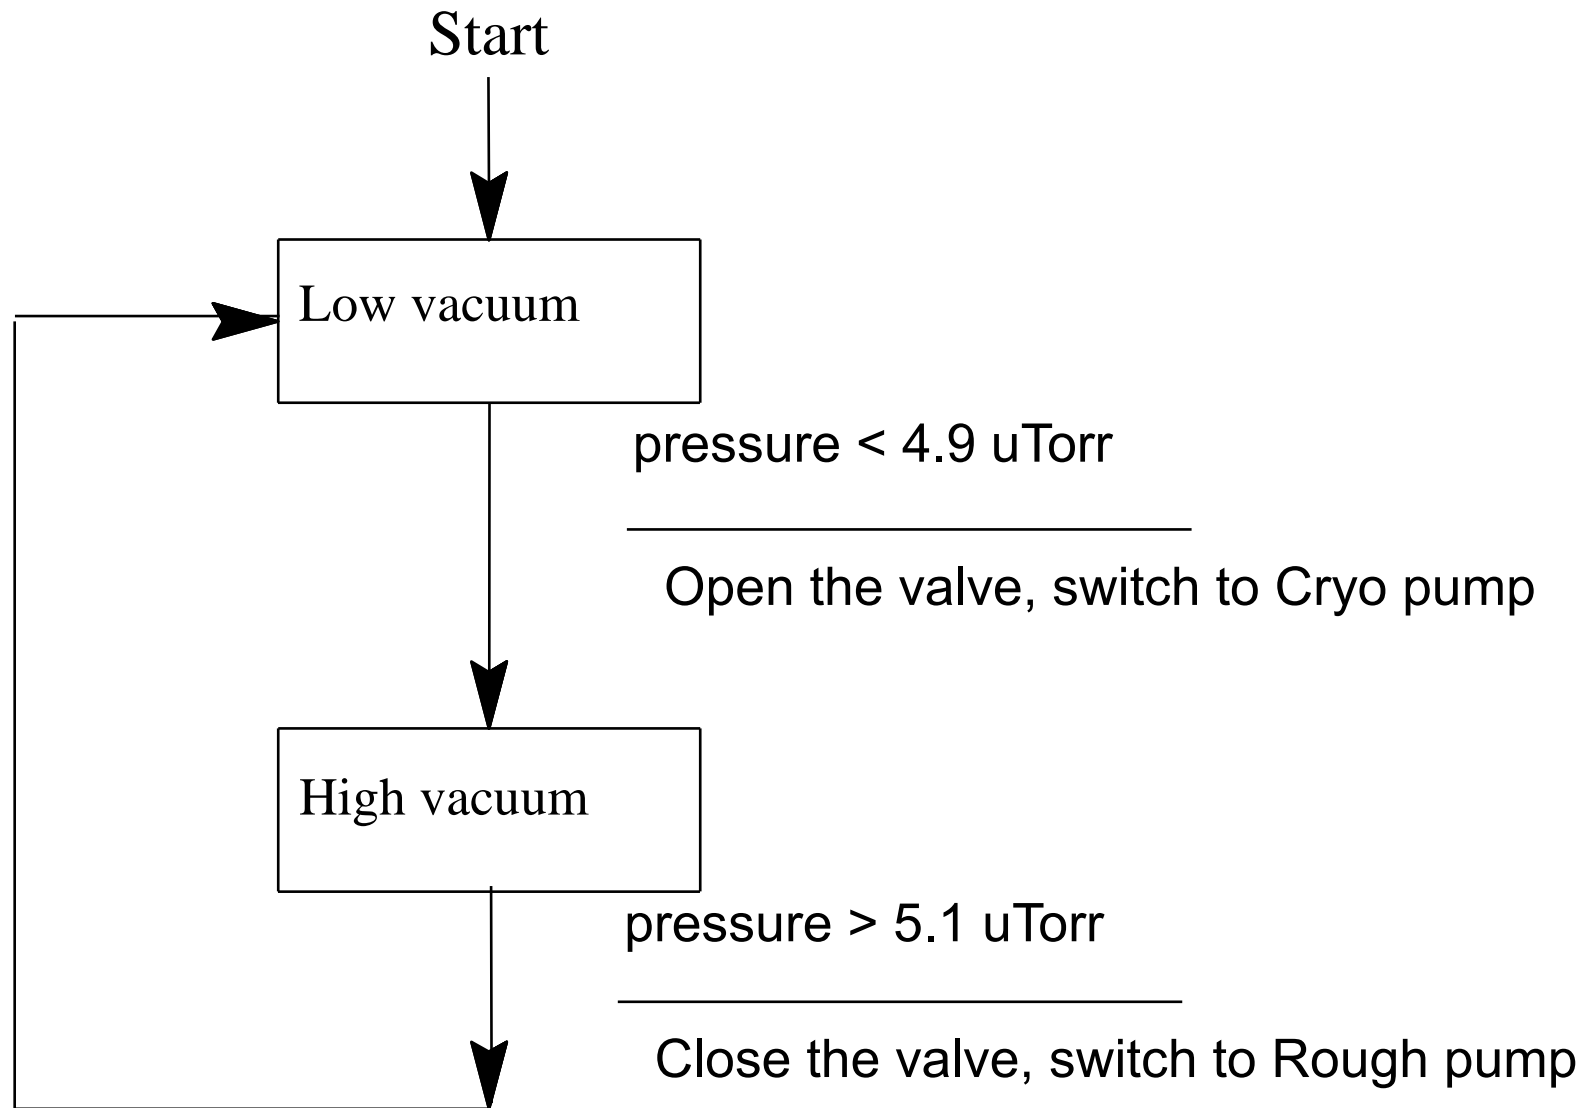 Start
Low vacuum
pressure < 4.9 uTorr
Open the valve, switch to Cryo pump
High vacuum
pressure > 5.1 uTorr
Close the valve, switch to Rough pump